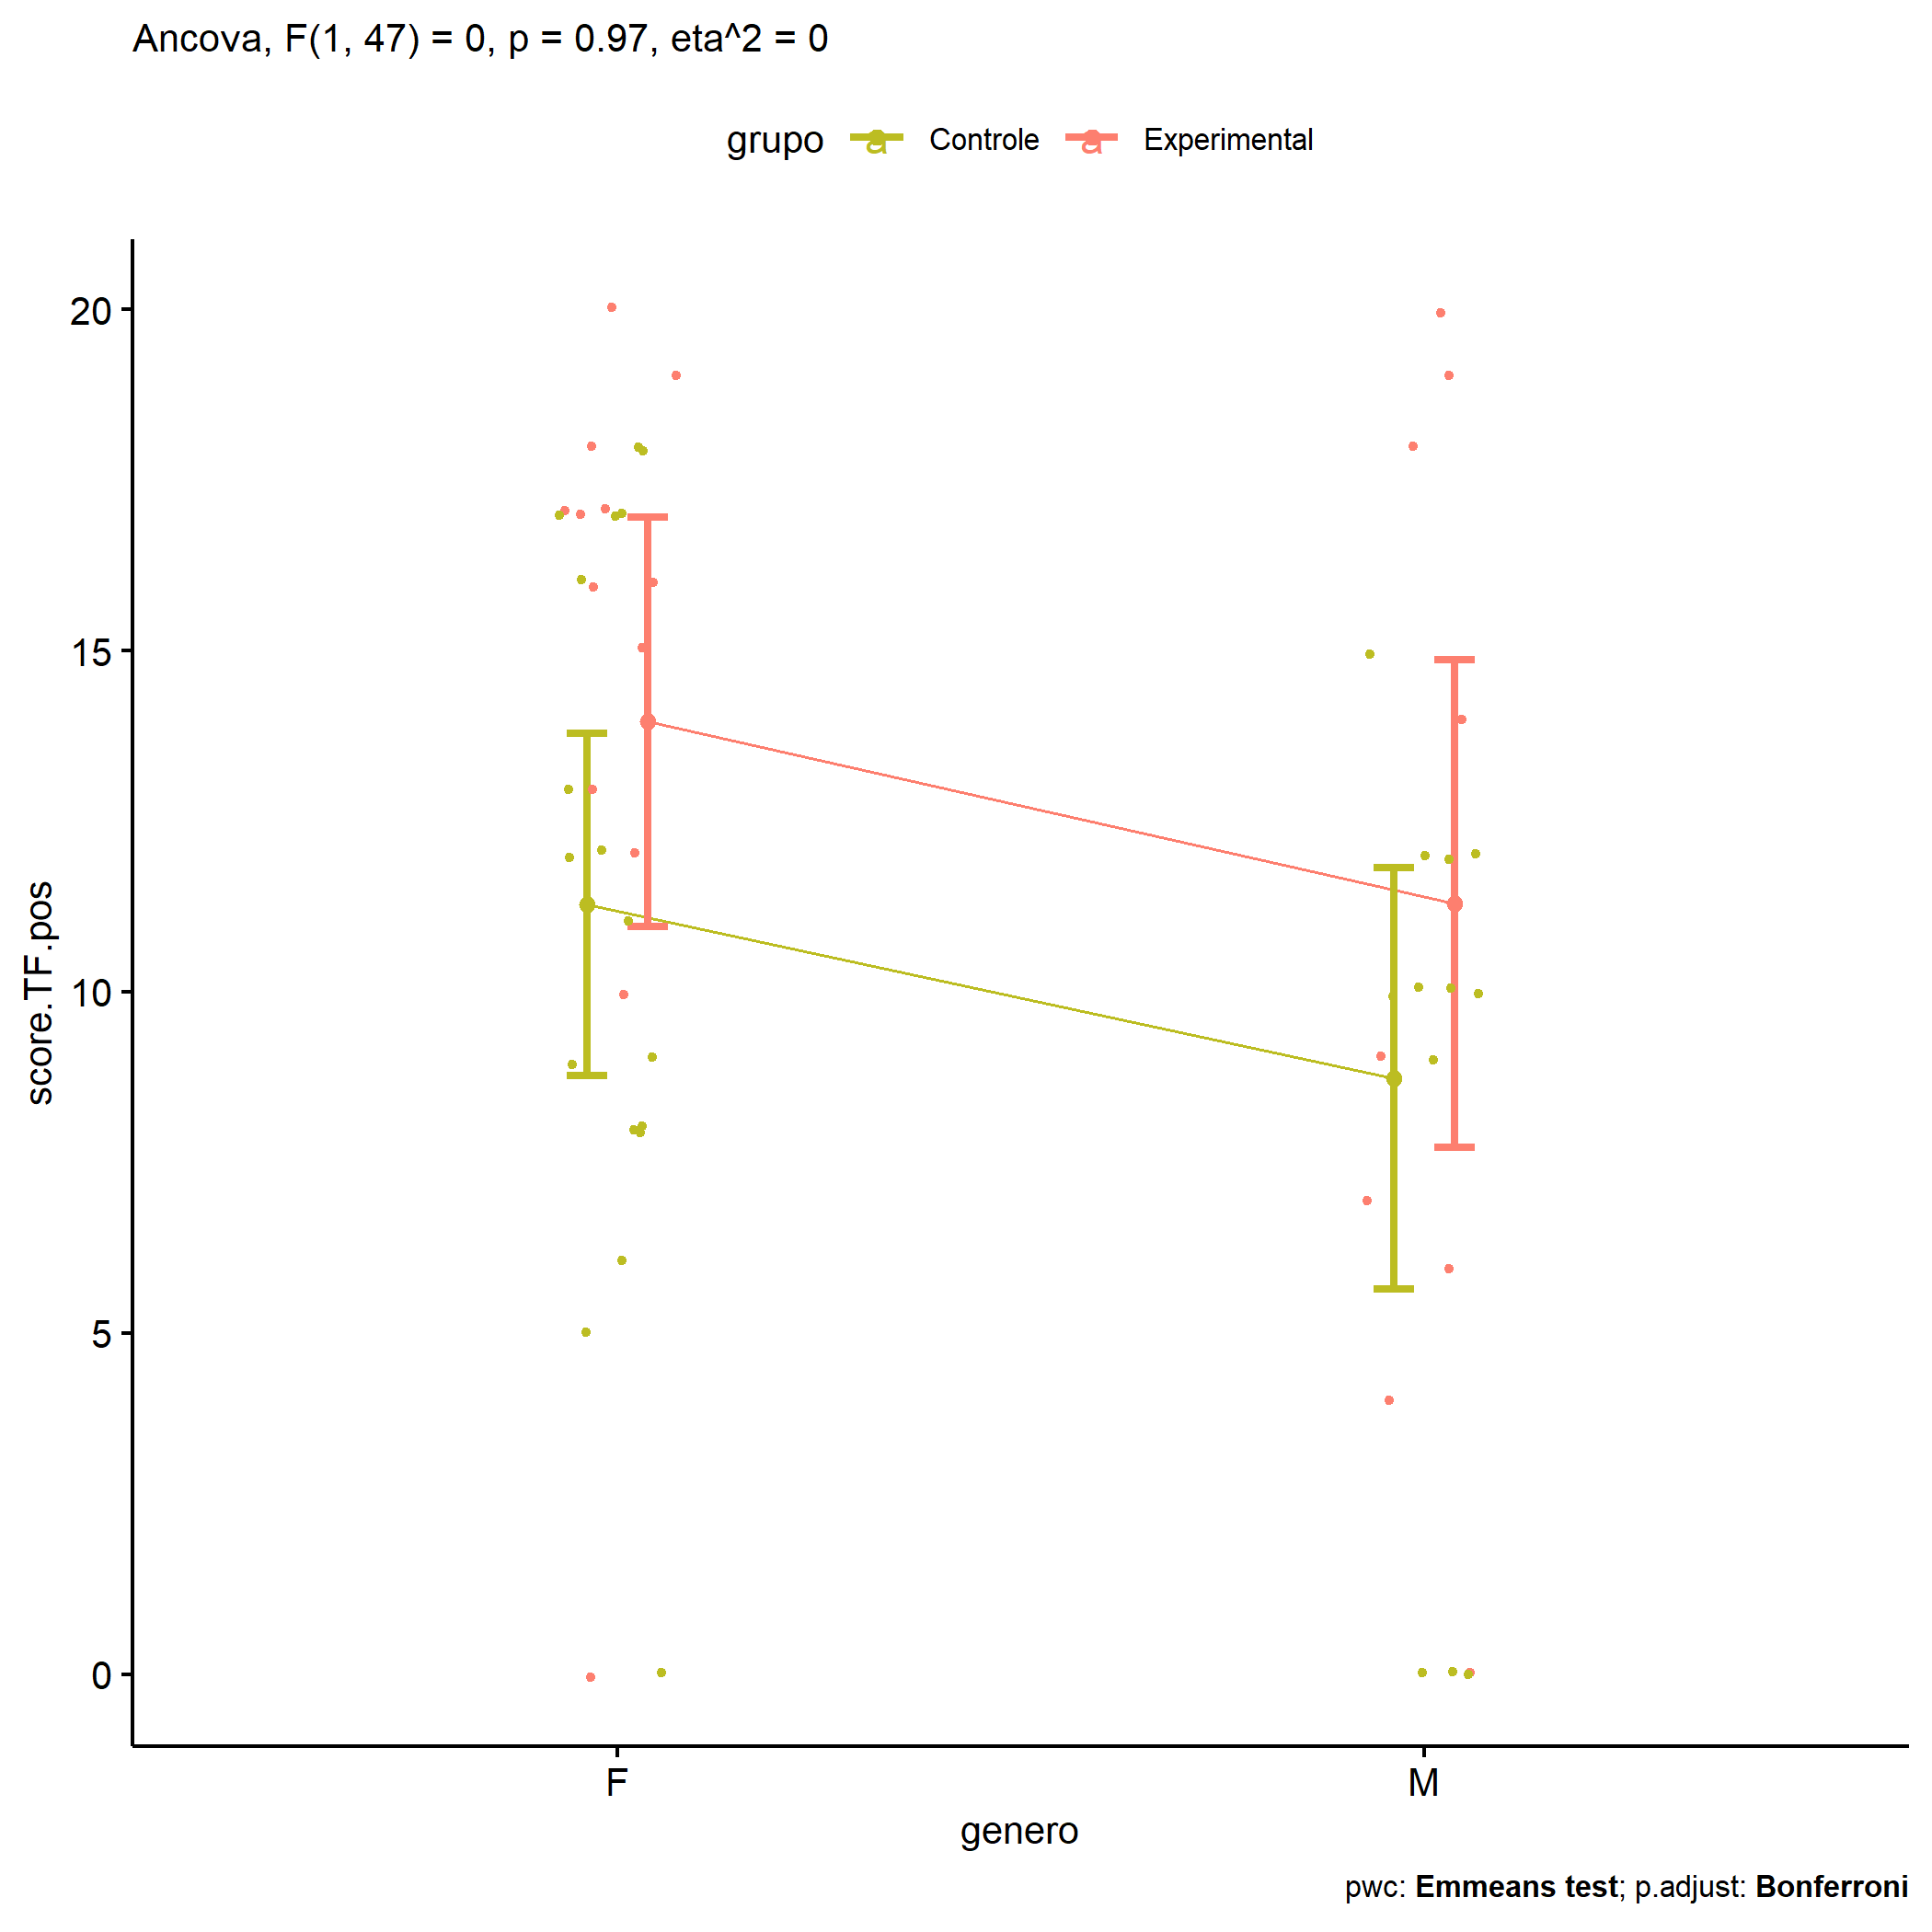 Ancova, F(1, 47) = 0, p = 0.97, eta^2 = 0
grupo a Controle a Experimental
20
15
10
5
0
score.TF.pos
F M
genero
pwc: Emmeans test; p.adjust: Bonferroni